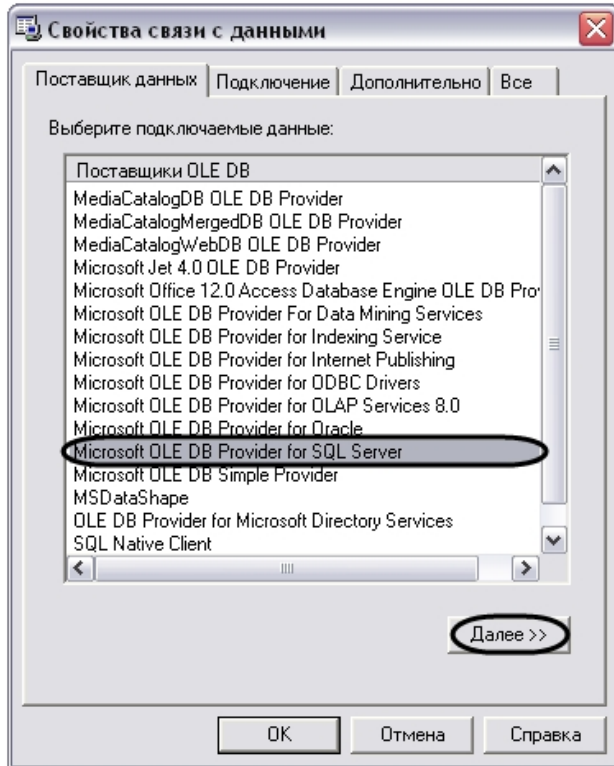 Свойства связи с данными
Поставщик данных Подключение Дополнительно Все
Выберите подключаемые данные:
Поставщики OLE DB
MediaCatalogDB OLE DB Provider
MediaCatalogMergedDB OLE DB Provider
MediaCatalogWebDB OLE DB Provider
Microsoft Jet 4.0 OLE DB Provider
Microsoft Office 12.0 Access Database Engine OLE DB Pro
Microsoft OLE DB Provider For Data Mining Services
Microsoft OLE DB Provider for Indexing Service
Microsoft OLE DB Provider for Internet Publishing
Microsoft OLE DB Provider for ODBC Drivers
Microsoft OLE DB Provider for OLAP Services 8.0
Microsoft OLE DB Provider for Oracle
Microsoft OLE DB Provider for SQL Server
Microsoft OLE DB Simple Provider
MSDataShape
OLE DB Provider for Microsoft Directory Services
SQL Native Client
Далее >>
OK Отмена Справка